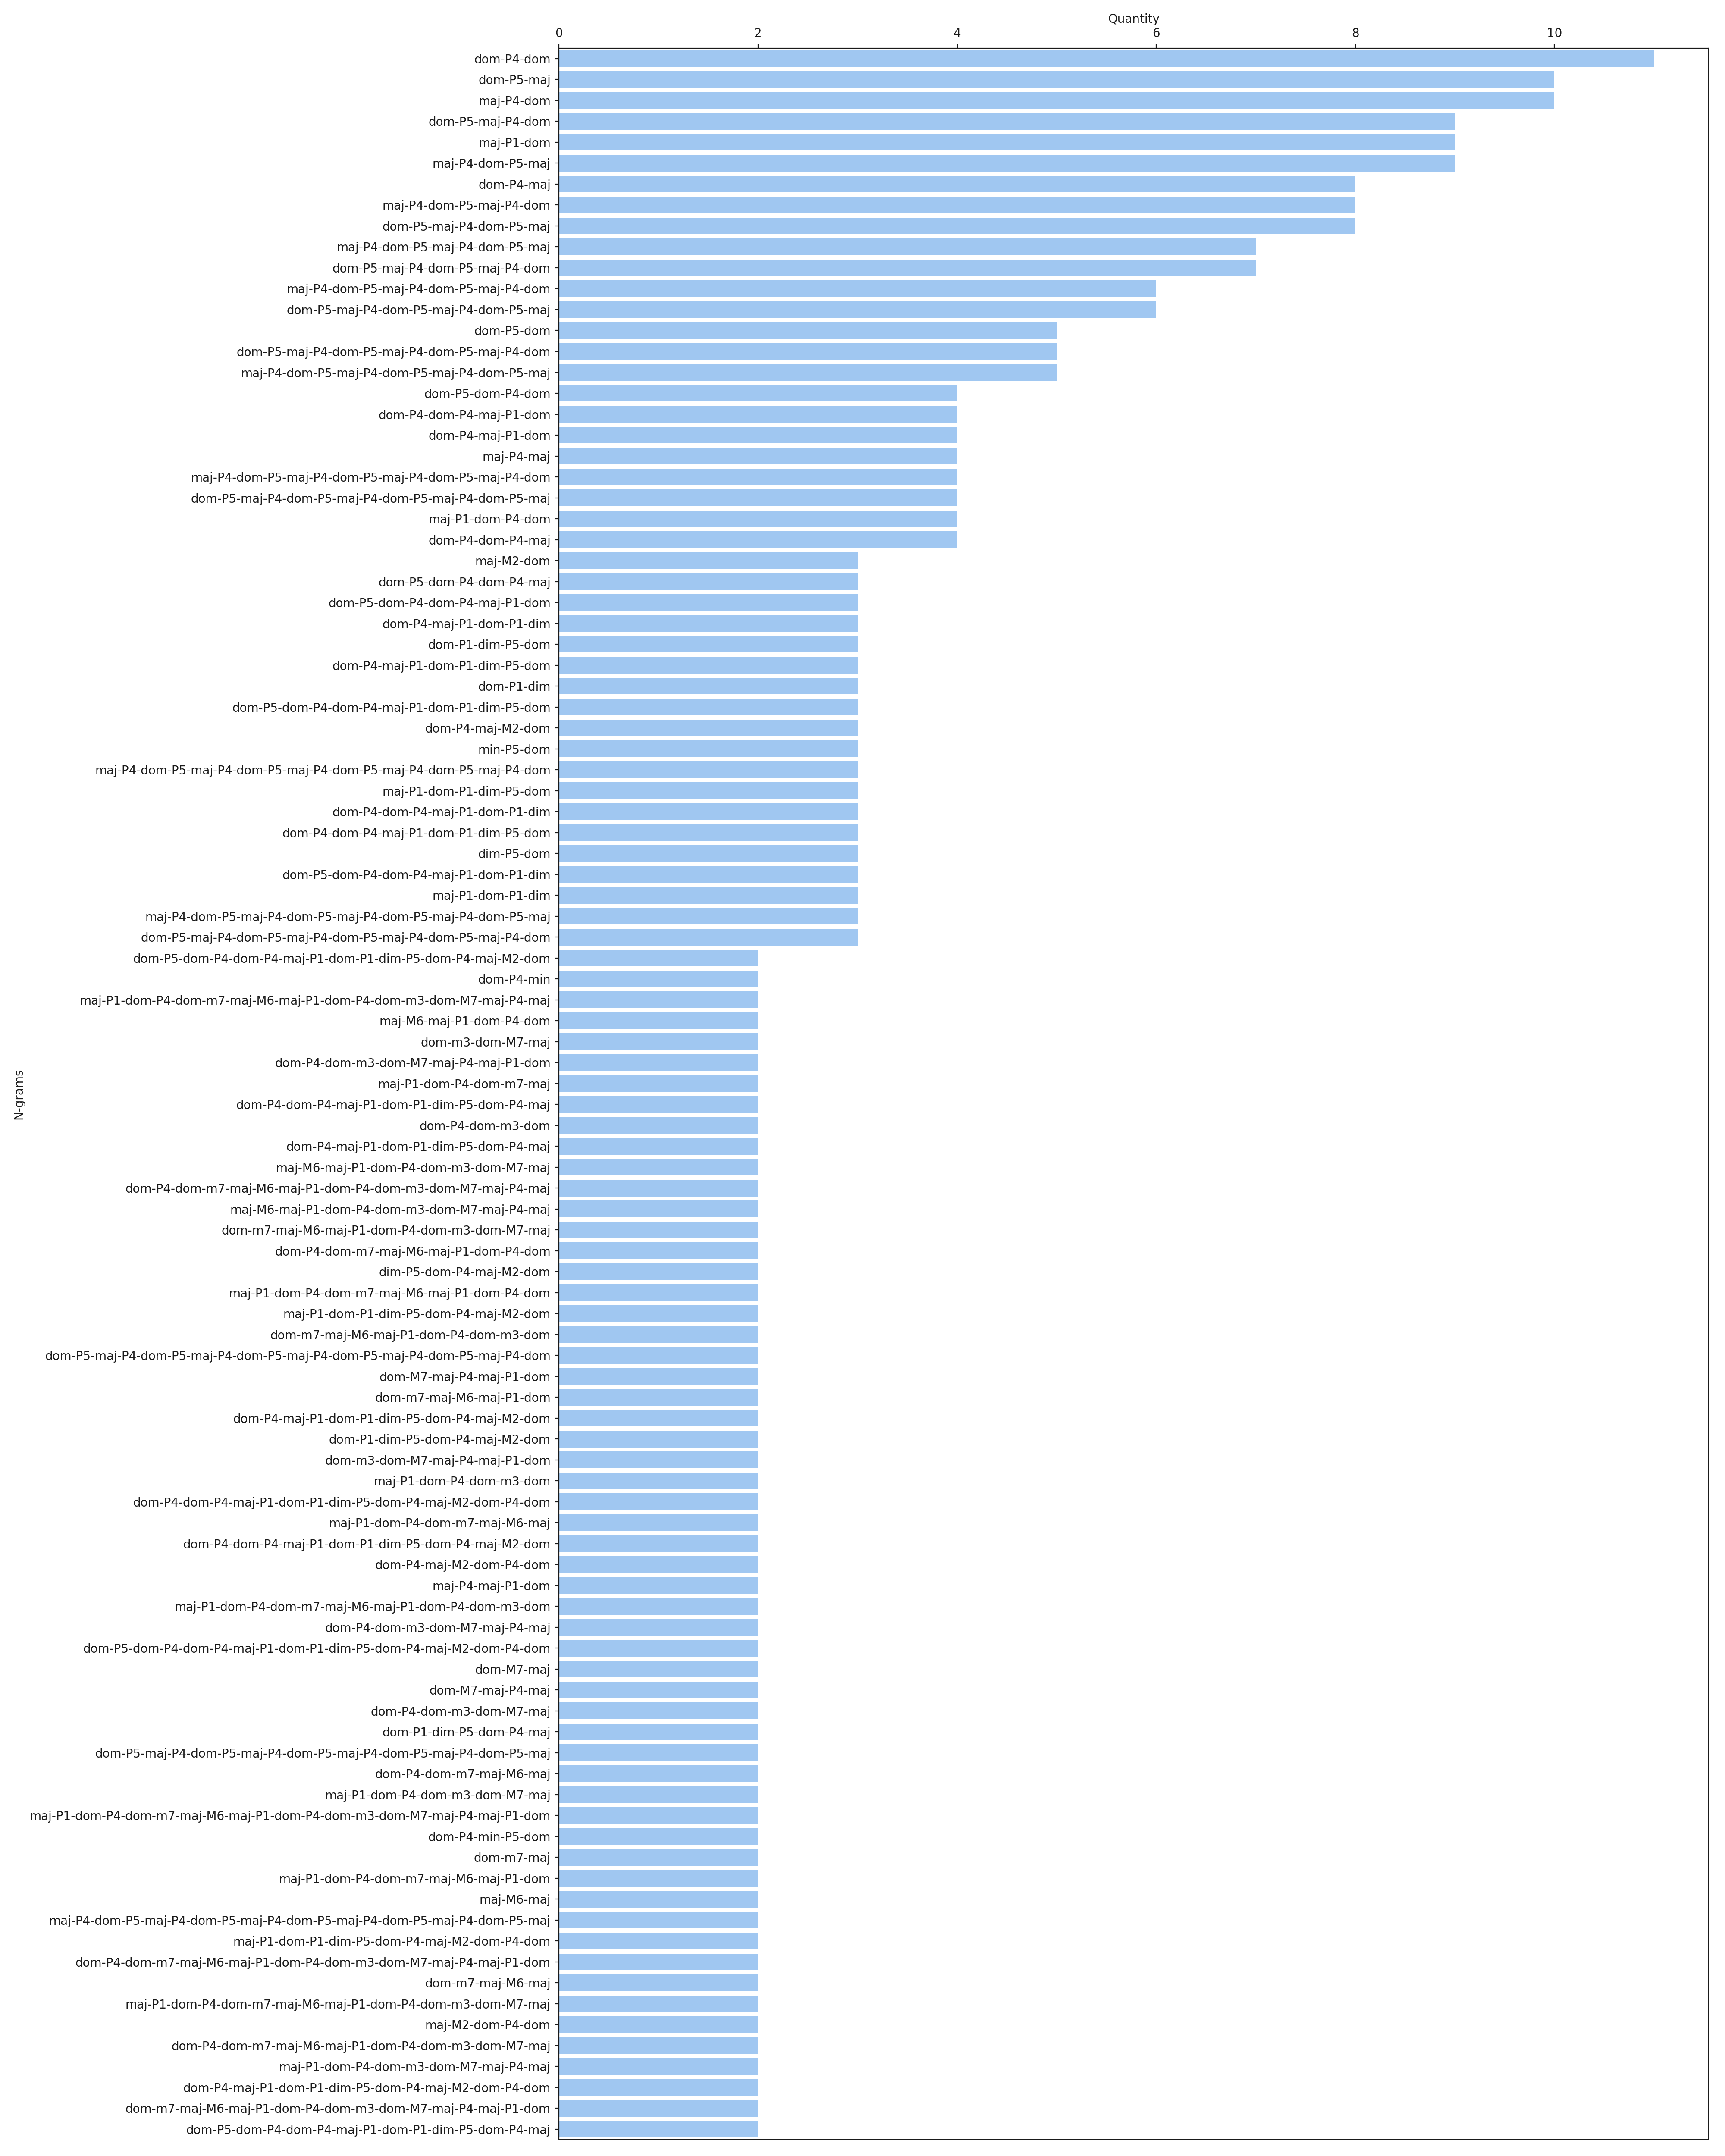 Quantity
0 2 4 6 8 10
dom-P4-dom
dom-P5-maj
maj-P4-dom
dom-P5-maj-P4-dom
maj-P1-dom
maj-P4-dom-P5-maj
dom-P4-maj
maj-P4-dom-P5-maj-P4-dom
dom-P5-maj-P4-dom-P5-maj
maj-P4-dom-P5-maj-P4-dom-P5-maj
dom-P5-maj-P4-dom-P5-maj-P4-dom
maj-P4-dom-P5-maj-P4-dom-P5-maj-P4-dom
dom-P5-maj-P4-dom-P5-maj-P4-dom-P5-maj
dom-P5-dom
dom-P5-maj-P4-dom-P5-maj-P4-dom-P5-maj-P4-dom
maj-P4-dom-P5-maj-P4-dom-P5-maj-P4-dom-P5-maj
dom-P5-dom-P4-dom
dom-P4-dom-P4-maj-P1-dom
dom-P4-maj-P1-dom
maj-P4-maj
maj-P4-dom-P5-maj-P4-dom-P5-maj-P4-dom-P5-maj-P4-dom
dom-P5-maj-P4-dom-P5-maj-P4-dom-P5-maj-P4-dom-P5-maj
maj-P1-dom-P4-dom
dom-P4-dom-P4-maj
maj-M2-dom
dom-P5-dom-P4-dom-P4-maj
dom-P5-dom-P4-dom-P4-maj-P1-dom
dom-P4-maj-P1-dom-P1-dim
dom-P1-dim-P5-dom
dom-P4-maj-P1-dom-P1-dim-P5-dom
dom-P1-dim
dom-P5-dom-P4-dom-P4-maj-P1-dom-P1-dim-P5-dom
dom-P4-maj-M2-dom
min-P5-dom
maj-P4-dom-P5-maj-P4-dom-P5-maj-P4-dom-P5-maj-P4-dom-P5-maj-P4-dom
maj-P1-dom-P1-dim-P5-dom
dom-P4-dom-P4-maj-P1-dom-P1-dim
dom-P4-dom-P4-maj-P1-dom-P1-dim-P5-dom
dim-P5-dom
dom-P5-dom-P4-dom-P4-maj-P1-dom-P1-dim
maj-P1-dom-P1-dim
maj-P4-dom-P5-maj-P4-dom-P5-maj-P4-dom-P5-maj-P4-dom-P5-maj
dom-P5-maj-P4-dom-P5-maj-P4-dom-P5-maj-P4-dom-P5-maj-P4-dom
dom-P5-dom-P4-dom-P4-maj-P1-dom-P1-dim-P5-dom-P4-maj-M2-dom
dom-P4-min
maj-P1-dom-P4-dom-m7-maj-M6-maj-P1-dom-P4-dom-m3-dom-M7-maj-P4-maj
maj-M6-maj-P1-dom-P4-dom
dom-m3-dom-M7-maj
dom-P4-dom-m3-dom-M7-maj-P4-maj-P1-dom
maj-P1-dom-P4-dom-m7-maj
dom-P4-dom-P4-maj-P1-dom-P1-dim-P5-dom-P4-maj
dom-P4-dom-m3-dom
dom-P4-maj-P1-dom-P1-dim-P5-dom-P4-maj
maj-M6-maj-P1-dom-P4-dom-m3-dom-M7-maj
N-grams
dom-P4-dom-m7-maj-M6-maj-P1-dom-P4-dom-m3-dom-M7-maj-P4-maj
maj-M6-maj-P1-dom-P4-dom-m3-dom-M7-maj-P4-maj
dom-m7-maj-M6-maj-P1-dom-P4-dom-m3-dom-M7-maj
dom-P4-dom-m7-maj-M6-maj-P1-dom-P4-dom
dim-P5-dom-P4-maj-M2-dom
maj-P1-dom-P4-dom-m7-maj-M6-maj-P1-dom-P4-dom
maj-P1-dom-P1-dim-P5-dom-P4-maj-M2-dom
dom-m7-maj-M6-maj-P1-dom-P4-dom-m3-dom
dom-P5-maj-P4-dom-P5-maj-P4-dom-P5-maj-P4-dom-P5-maj-P4-dom-P5-maj-P4-dom
dom-M7-maj-P4-maj-P1-dom
dom-m7-maj-M6-maj-P1-dom
dom-P4-maj-P1-dom-P1-dim-P5-dom-P4-maj-M2-dom
dom-P1-dim-P5-dom-P4-maj-M2-dom
dom-m3-dom-M7-maj-P4-maj-P1-dom
maj-P1-dom-P4-dom-m3-dom
dom-P4-dom-P4-maj-P1-dom-P1-dim-P5-dom-P4-maj-M2-dom-P4-dom
maj-P1-dom-P4-dom-m7-maj-M6-maj
dom-P4-dom-P4-maj-P1-dom-P1-dim-P5-dom-P4-maj-M2-dom
dom-P4-maj-M2-dom-P4-dom
maj-P4-maj-P1-dom
maj-P1-dom-P4-dom-m7-maj-M6-maj-P1-dom-P4-dom-m3-dom
dom-P4-dom-m3-dom-M7-maj-P4-maj
dom-P5-dom-P4-dom-P4-maj-P1-dom-P1-dim-P5-dom-P4-maj-M2-dom-P4-dom
dom-M7-maj
dom-M7-maj-P4-maj
dom-P4-dom-m3-dom-M7-maj
dom-P1-dim-P5-dom-P4-maj
dom-P5-maj-P4-dom-P5-maj-P4-dom-P5-maj-P4-dom-P5-maj-P4-dom-P5-maj
dom-P4-dom-m7-maj-M6-maj
maj-P1-dom-P4-dom-m3-dom-M7-maj
maj-P1-dom-P4-dom-m7-maj-M6-maj-P1-dom-P4-dom-m3-dom-M7-maj-P4-maj-P1-dom
dom-P4-min-P5-dom
dom-m7-maj
maj-P1-dom-P4-dom-m7-maj-M6-maj-P1-dom
maj-M6-maj
maj-P4-dom-P5-maj-P4-dom-P5-maj-P4-dom-P5-maj-P4-dom-P5-maj-P4-dom-P5-maj
maj-P1-dom-P1-dim-P5-dom-P4-maj-M2-dom-P4-dom
dom-P4-dom-m7-maj-M6-maj-P1-dom-P4-dom-m3-dom-M7-maj-P4-maj-P1-dom
dom-m7-maj-M6-maj
maj-P1-dom-P4-dom-m7-maj-M6-maj-P1-dom-P4-dom-m3-dom-M7-maj
maj-M2-dom-P4-dom
dom-P4-dom-m7-maj-M6-maj-P1-dom-P4-dom-m3-dom-M7-maj
maj-P1-dom-P4-dom-m3-dom-M7-maj-P4-maj
dom-P4-maj-P1-dom-P1-dim-P5-dom-P4-maj-M2-dom-P4-dom
dom-m7-maj-M6-maj-P1-dom-P4-dom-m3-dom-M7-maj-P4-maj-P1-dom
dom-P5-dom-P4-dom-P4-maj-P1-dom-P1-dim-P5-dom-P4-maj